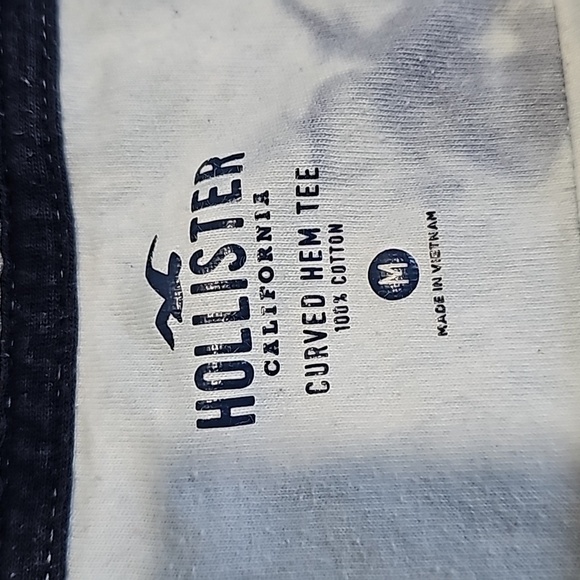 HOLLISTER
CALIFORNIA
CURVED HEM TEE
100% COTTON
M
MADE IN VIETNAM